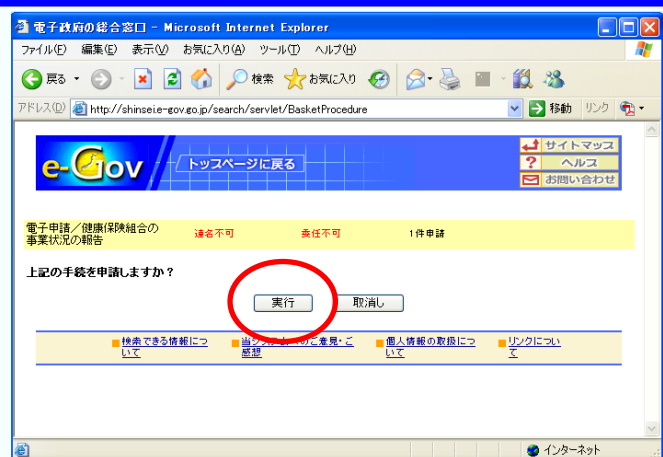 電子政府の総合窓口 - Microsoft Internet Explorer
ファイル(F) 編集(E) 表示(V) お気に入り(A) ツール(T) ヘルプ(H)
戻る 検索 お気に入り
アドレス(D) http://shinsei.e-gov.go.jp/search/servlet/BasketProcedure 移動 リンク
e-Gov トップページに戻る
サイトマップ
? ヘルプ
お問い合わせ
電子申請／健康保険組合の
事業状況の報告
連名不可 委任不可 1件申請
上記の手続を申請しますか？
実行 取消し
■検索できる情報につ
いて
■当シ のご意見・ご
感想
■個人情報の取扱につ
いて
■リンクについ
て
インターネット